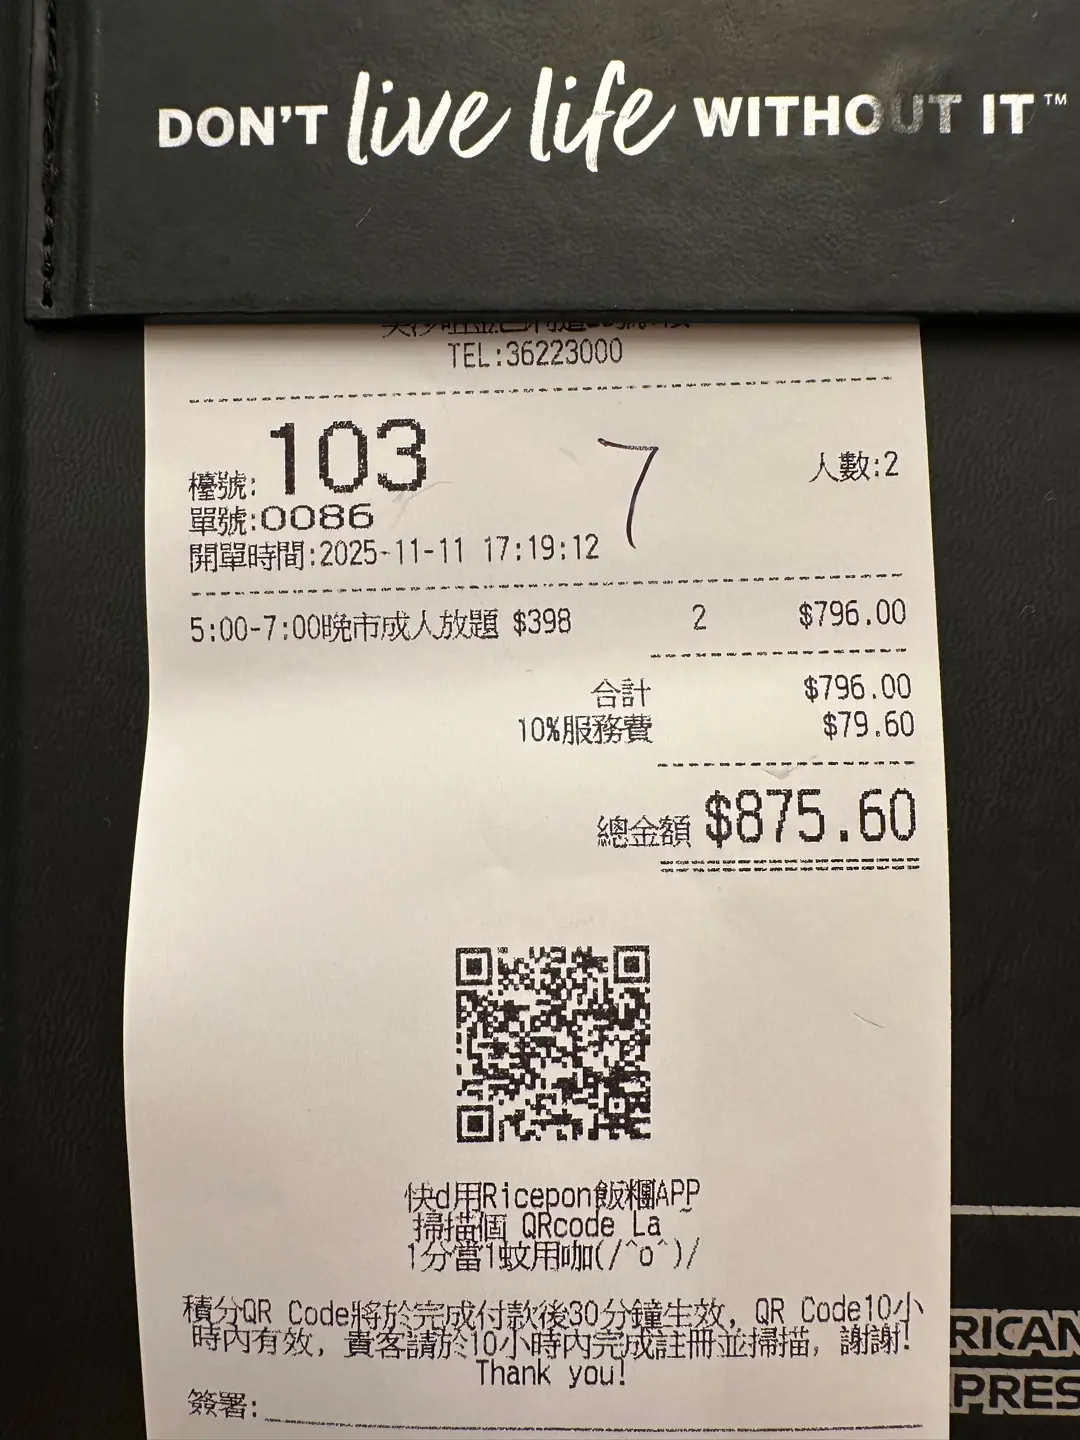 DON'T live life WITHOUT IT™
TEL:36223000
檯號:103
7
人數:2
單號:0086
開單時間:2025-11-11 17:19:12
5:00-7:00晚市成人放題 $398 2 $796.00
合計 $796.00
10%服務費 $79.60
總金額 $875.60
快d用Ricepon飯糰APP
掃描個 QRcode La~
1分當1蚊用咖(/^o^)/
積分QR Code將於完成付款後30分鐘生效, QR Code10小
時內有效, 貴客請於10小時內完成註冊並掃描, 謝謝!
Thank you!
簽署:
RICAN
PRES